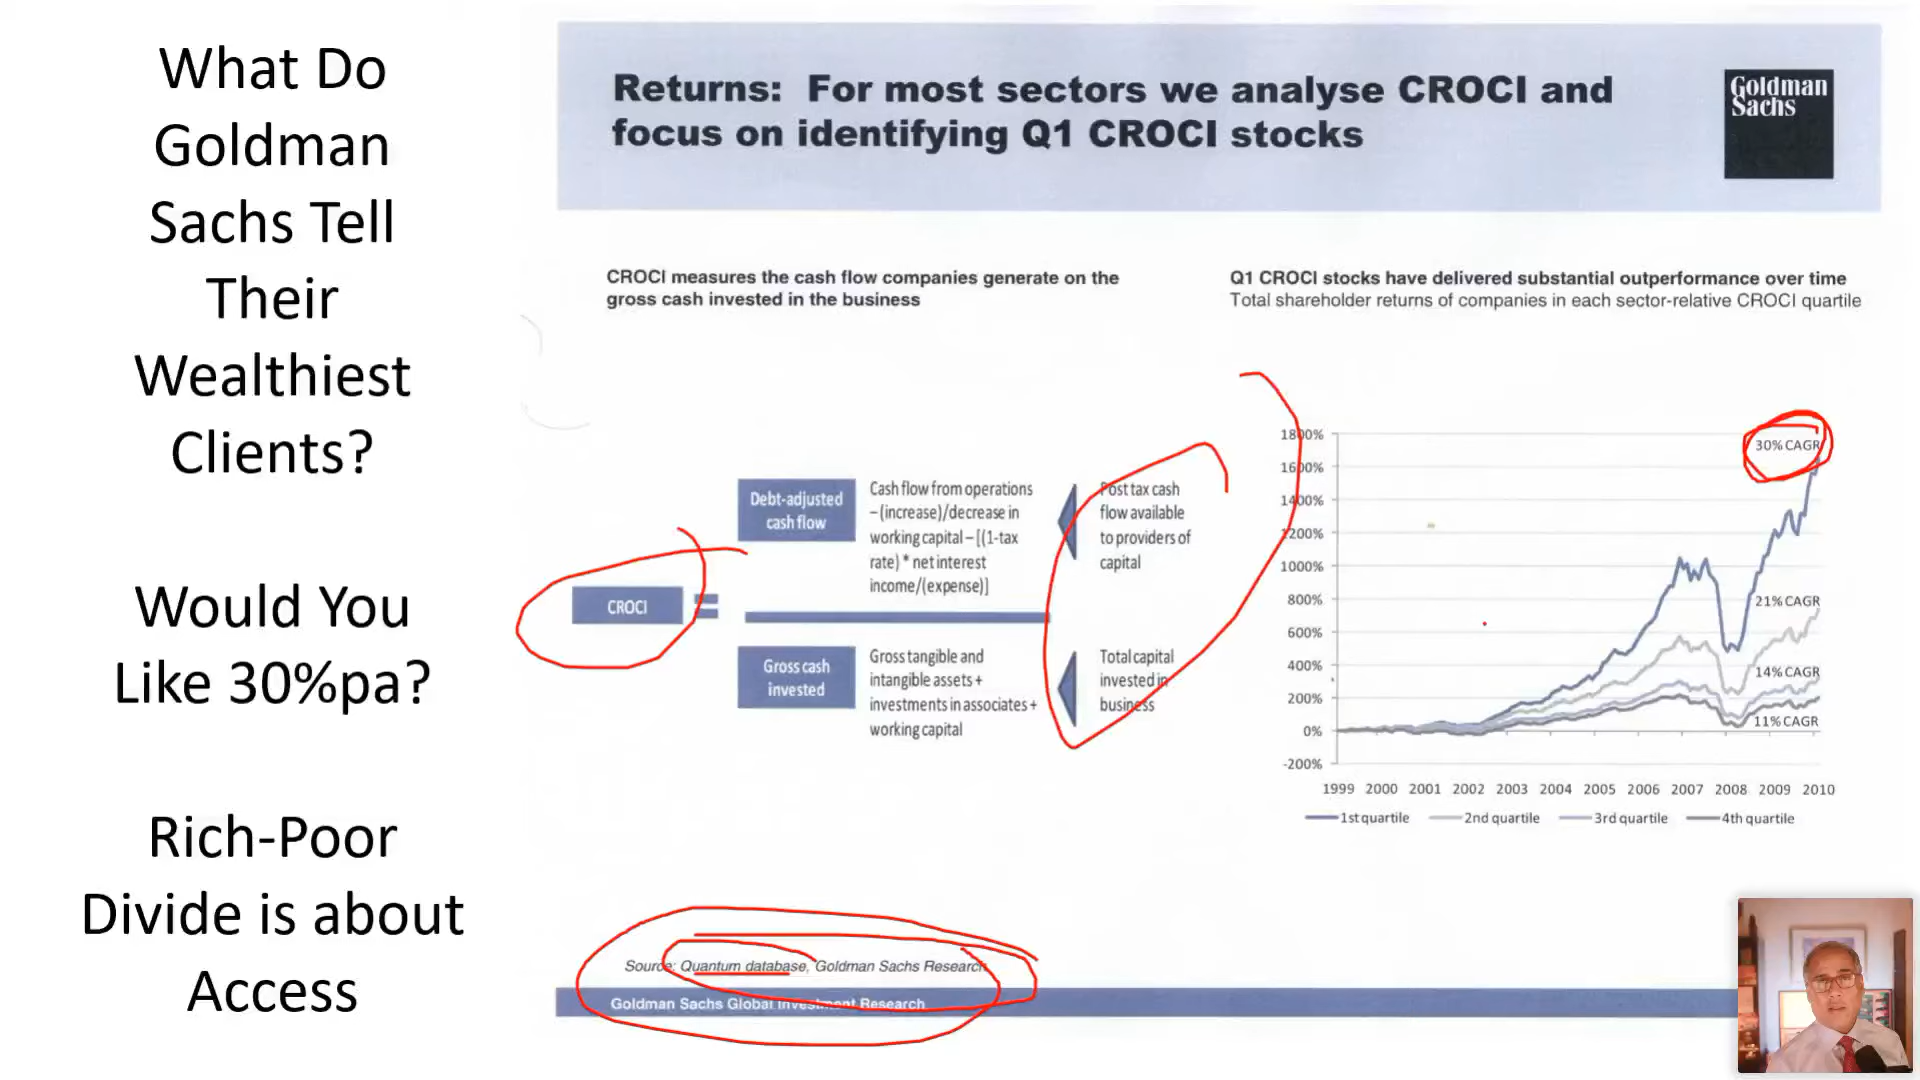 What Do
Goldman
Sachs Tell
Their
Wealthiest
Clients?
Would You
Like 30%pa?
Rich-Poor
Divide is about
Access
Returns: For most sectors we analyse CROCI and
focus on identifying Q1 CROCI stocks
Goldman
Sachs
CROCI measures the cash flow companies generate on the
gross cash invested in the business
CROCI
=
Debt-adjusted
cash flow
Cash flow from operations
–(increase)/decrease in
working capital – [(1-tax
rate) * net interest
income/(expense)]
Post tax cash
flow available
to providers of
capital
Gross cash
invested
Gross tangible and
intangible assets +
investments in associates +
working capital
Total capital
invested in
business
Q1 CROCI stocks have delivered substantial outperformance over time
Total shareholder returns of companies in each sector-relative CROCI quartile
1800%
1600%
1400%
1200%
1000%
800%
600%
400%
200%
0%
-200%
30% CAGR
21% CAGR
14% CAGR
11% CAGR
1999 2000 2001 2002 2003 2004 2005 2006 2007 2008 2009 2010
1st quartile 2nd quartile 3rd quartile 4th quartile
Source: Quantum database, Goldman Sachs Research
Goldman Sachs Global Investment Research